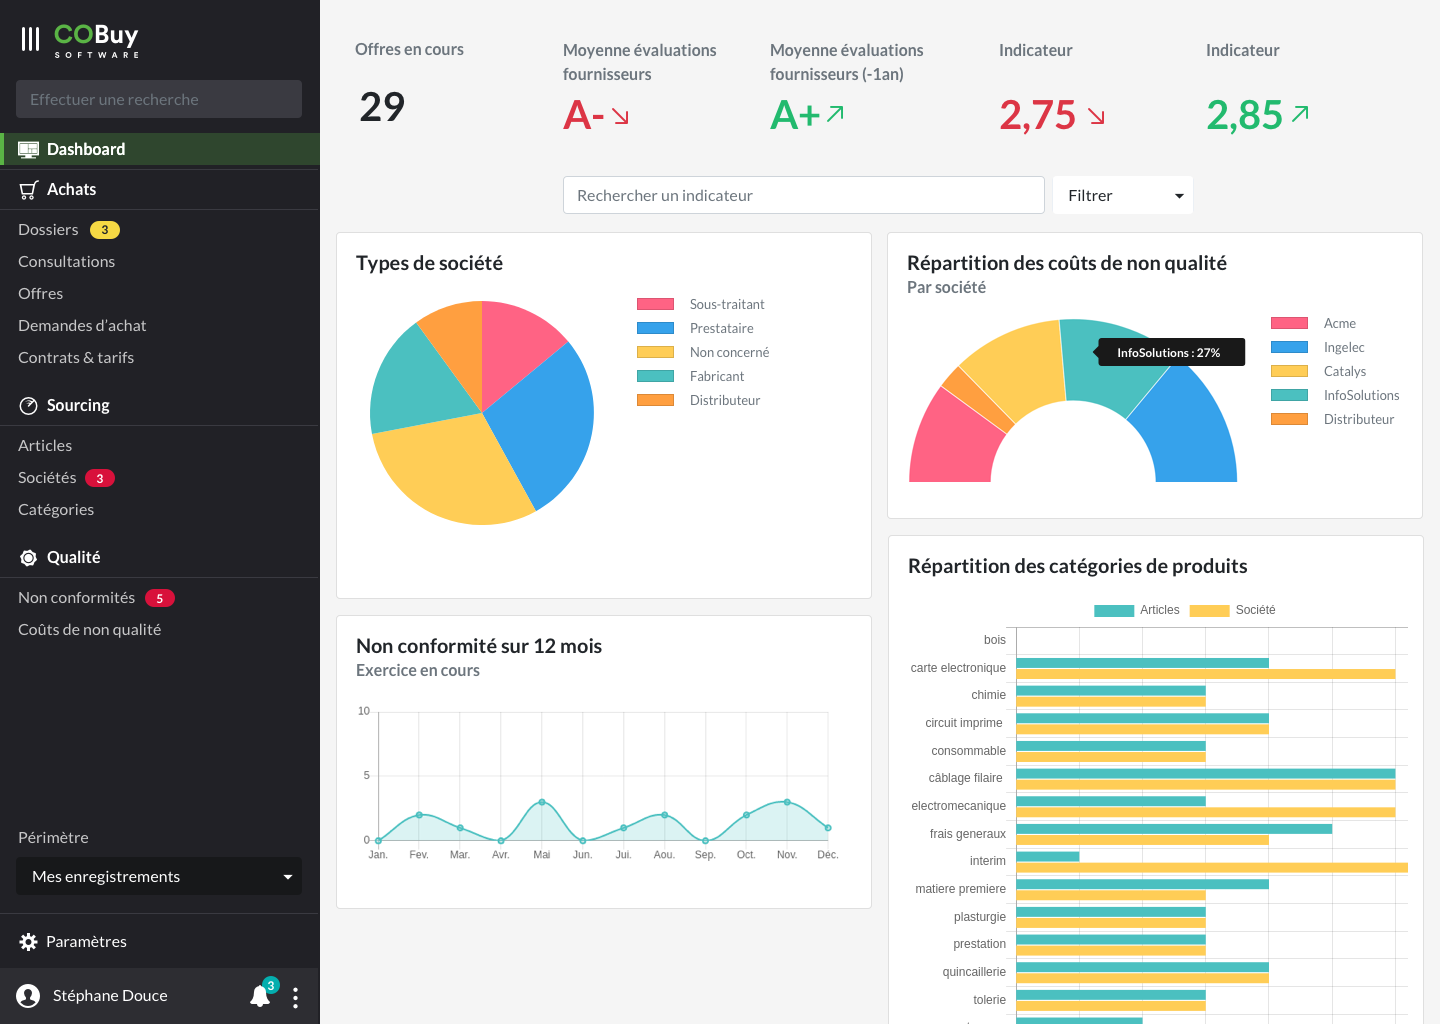 COBuy
SOFTWARE
Effectuer une recherche
Dashboard
Achats
Dossiers 3
Consultations
Offres
Demandes d’achat
Contrats & tarifs
Sourcing
Articles
Sociétés 3
Catégories
Qualité
Non conformités 5
Coûts de non qualité
Périmètre
Mes enregistrements
Paramètres
Stéphane Douce 3
Offres en cours
29
Moyenne évaluations
fournisseurs
A-
Moyenne évaluations
fournisseurs (-1an)
A+
Indicateur
2,75
Indicateur
2,85
Rechercher un indicateur
Filtrer
Types de société
Sous-traitant
Prestataire
Non concerné
Fabricant
Distributeur
Répartition des coûts de non qualité
Par société
InfoSolutions : 27%
Acme
Ingelec
Catalys
InfoSolutions
Distributeur
Non conformité sur 12 mois
Exercice en cours
10
5
0
Jan. Fev. Mar. Avr. Mai Jun. Jui. Aou. Sep. Oct. Nov. Déc.
Répartition des catégories de produits
Articles Société
bois
carte electronique
chimie
circuit imprime
consommable
câblage filaire
electromecanique
frais generaux
interim
matiere premiere
plasturgie
prestation
quincaillerie
tolerie